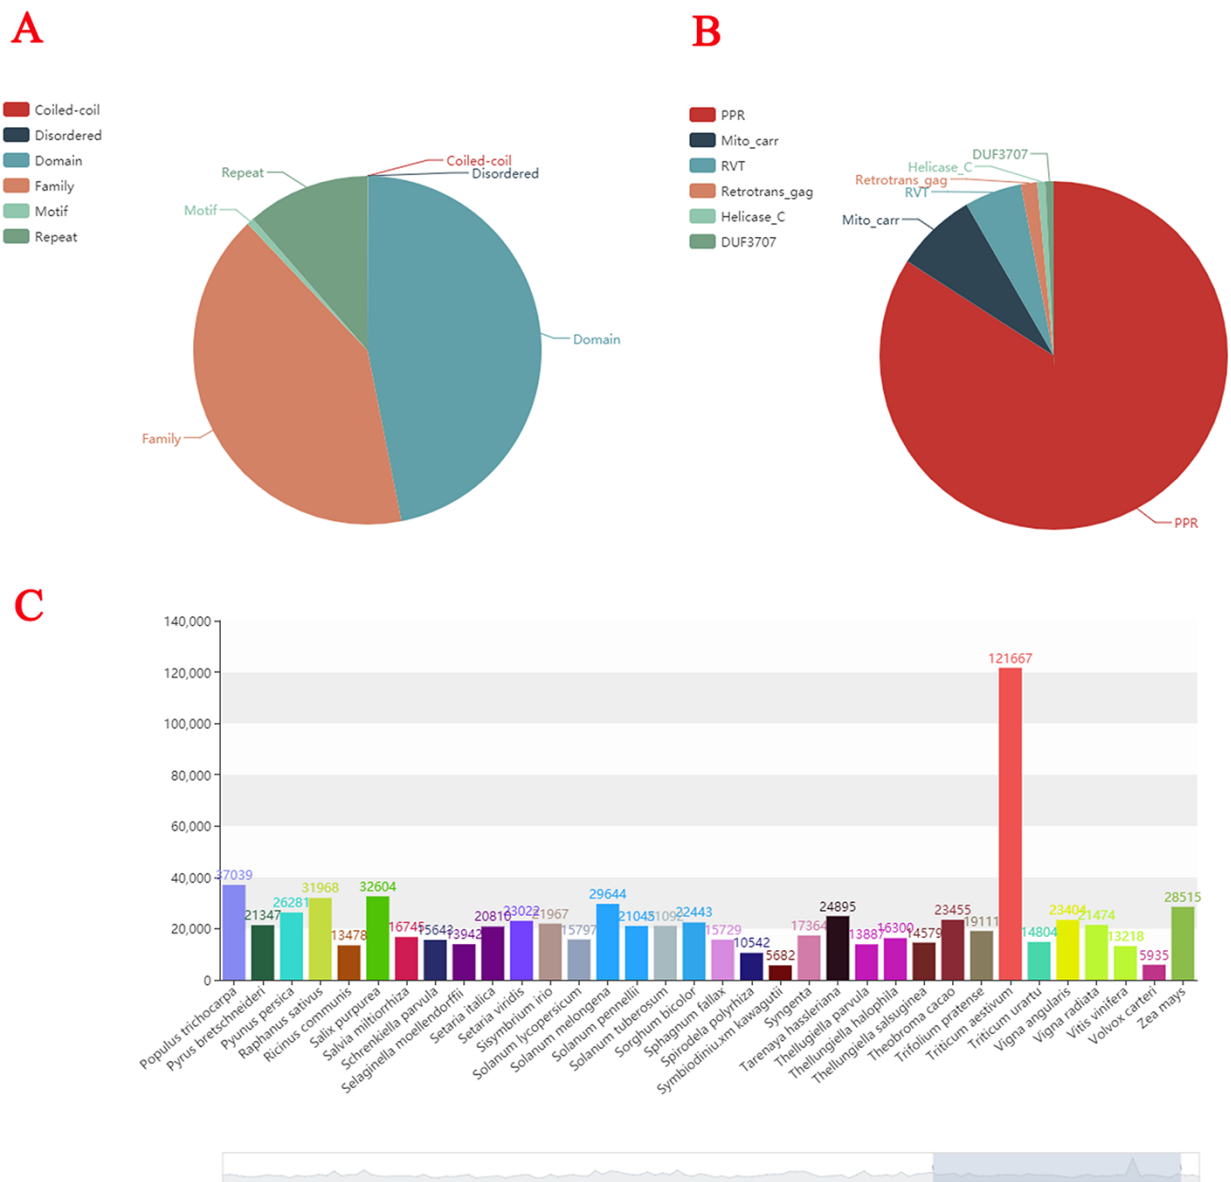 A
Coiled-coil
Disordered
Domain
Family
Motif
Repeat
Coiled-coil
Disordered
Repeat
Motif
Domain
Family
B
PPR
Mito_carr
RVT
Retrotrans_gag
Helicase_C
DUF3707
DUF3707
Helicase_C
Retrotrans_gag
RVT
Mito_carr
PPR
C
140,000
120,000
100,000
80,000
60,000
40,000
20,000
0
37039
21347
26281
31968
13478
32604
16745
15643
13942
20810
23022
21967
15797
29644
21045
21092
22443
15729
10542
5682
17364
24895
13887
16300
14579
23455
19111
121667
14804
23404
21474
13218
5935
28515
Populus trichocarpa
Pyrus bretschneideri
Pyunus persica
Raphanus sativus
Ricinus communis
Salix purpurea
Salvia miltiorrhiza
Schrenkiella parvula
Selaginella moellendorffii
Setaria italica
Setaria viridis
Sisymbrium irio
Solanum lycopersicum
Solanum melongena
Solanum pennellii
Solanum tuberosum
Sorghum bicolor
Sphagnum fallax
Spirodela polyrhiza
Symbiodiniu.xm kawagutii
Syngenta
Tarenaya hassleriana
Thellugiella parvula
Thellungiella halophila
Thellungiella salsuginea
Theobroma cacao
Trifolium pratense
Triticum aestivum
Triticum urartu
Vigna angularis
Vigna radiata
Vitis vinifera
Volvox carteri
Zea mays